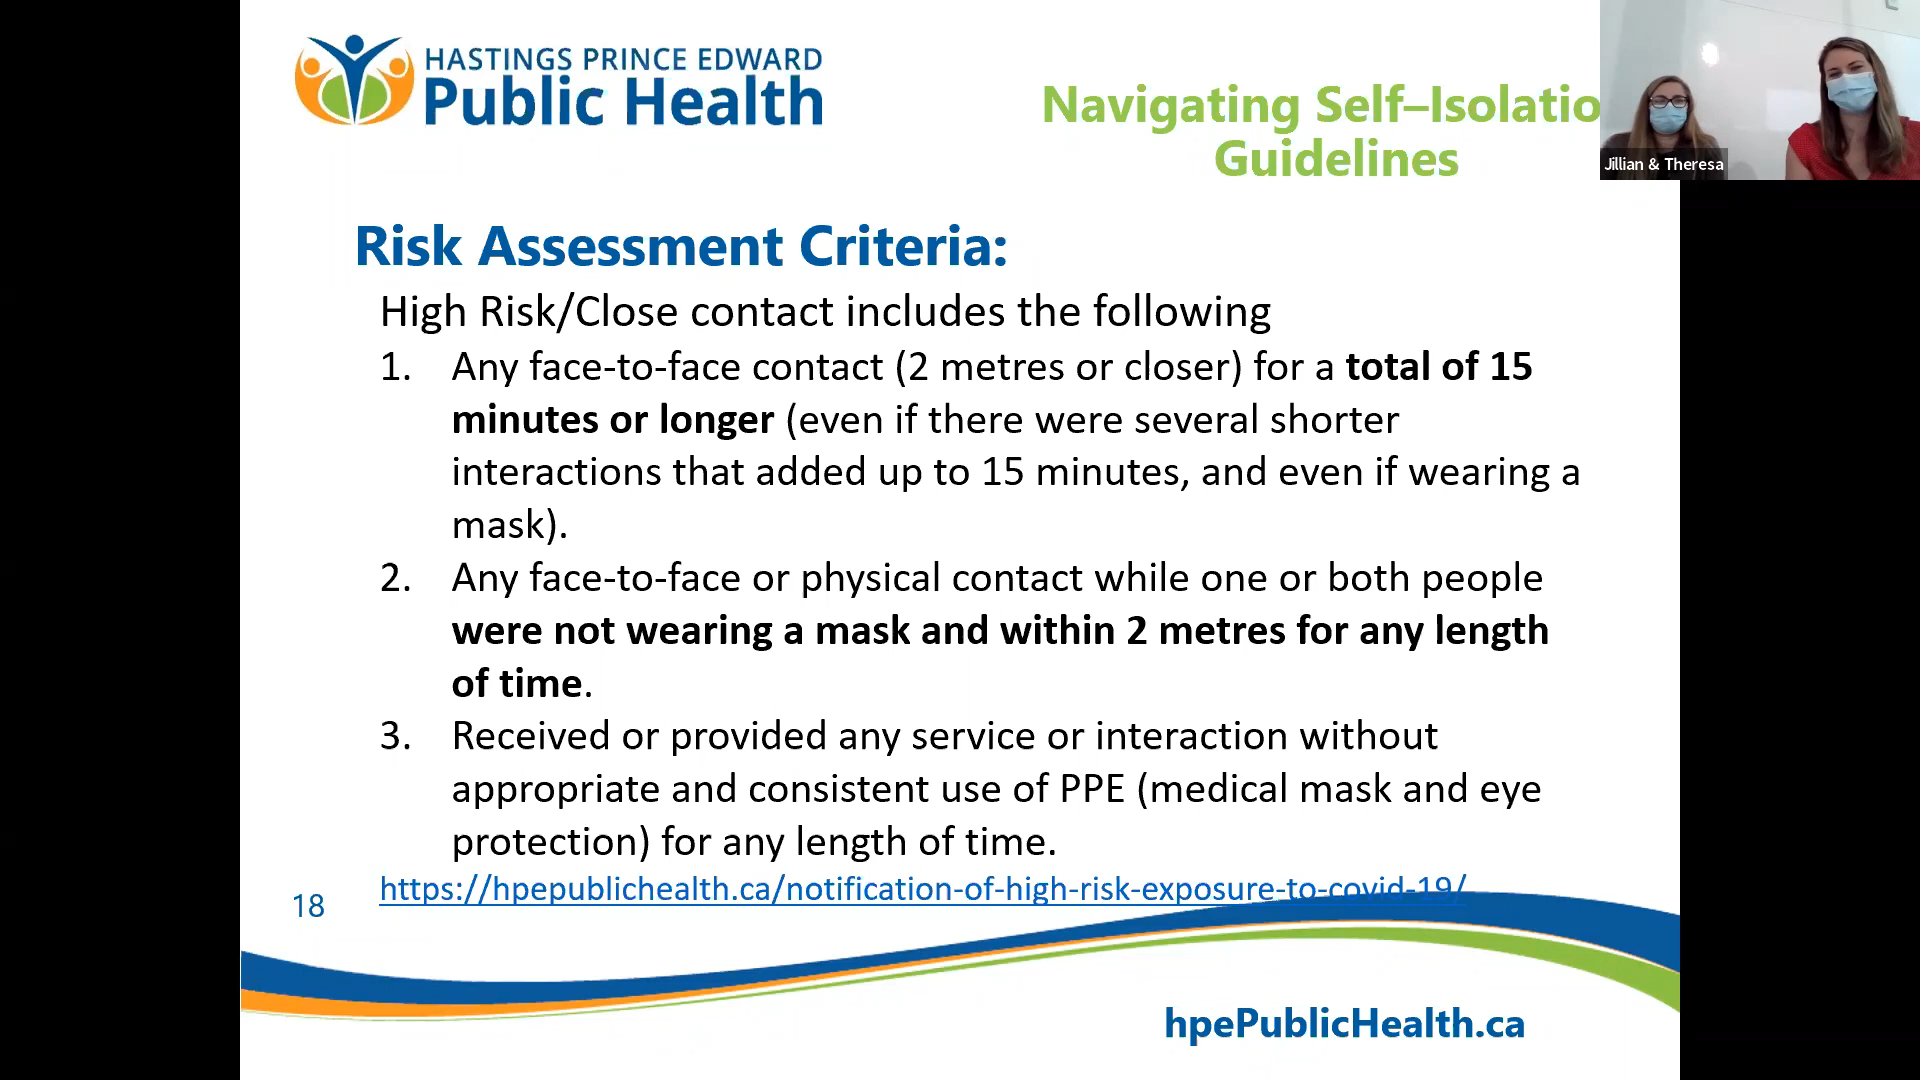 HASTINGS PRINCE EDWARD
Public Health
Navigating Self–Isolatio
Guidelines
Jillian & Theresa
Risk Assessment Criteria:
High Risk/Close contact includes the following
1. Any face-to-face contact (2 metres or closer) for a total of 15
minutes or longer (even if there were several shorter
interactions that added up to 15 minutes, and even if wearing a
mask).
2. Any face-to-face or physical contact while one or both people
were not wearing a mask and within 2 metres for any length
of time.
3. Received or provided any service or interaction without
appropriate and consistent use of PPE (medical mask and eye
protection) for any length of time.
https://hpepublichealth.ca/notification-of-high-risk-exposure-to-covid-19/
18
hpePublicHealth.ca